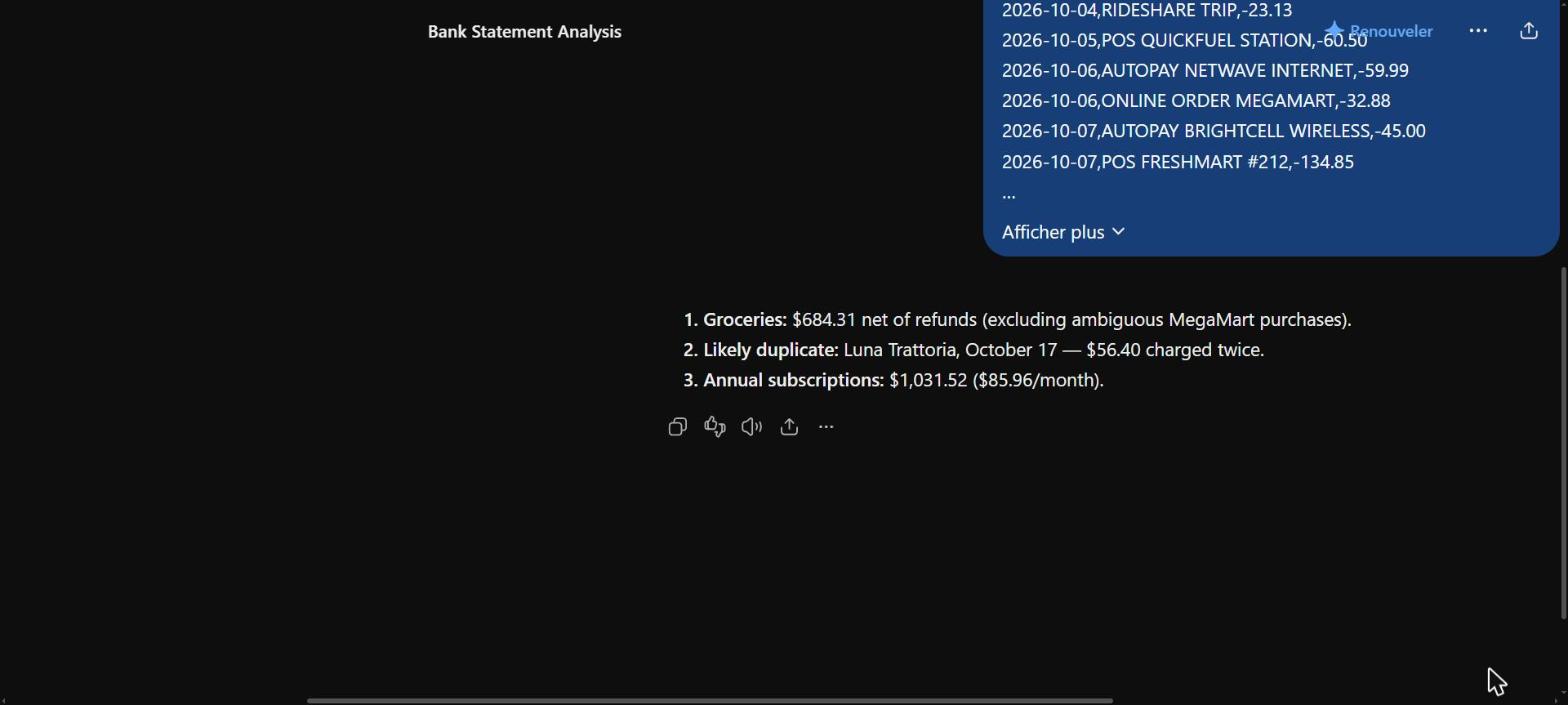 Bank Statement Analysis
2026-10-04,RIDESHARE TRIP,-23.13
Renouveler
2026-10-05,POS QUICKFUEL STATION,-60.50
2026-10-06,AUTOPAY NETWAVE INTERNET,-59.99
2026-10-06,ONLINE ORDER MEGAMART,-32.88
2026-10-07,AUTOPAY BRIGHTCELL WIRELESS,-45.00
2026-10-07,POS FRESHMART #212,-134.85
...
Afficher plus
1. Groceries: $684.31 net of refunds (excluding ambiguous MegaMart purchases).
2. Likely duplicate: Luna Trattoria, October 17 — $56.40 charged twice.
3. Annual subscriptions: $1,031.52 ($85.96/month).